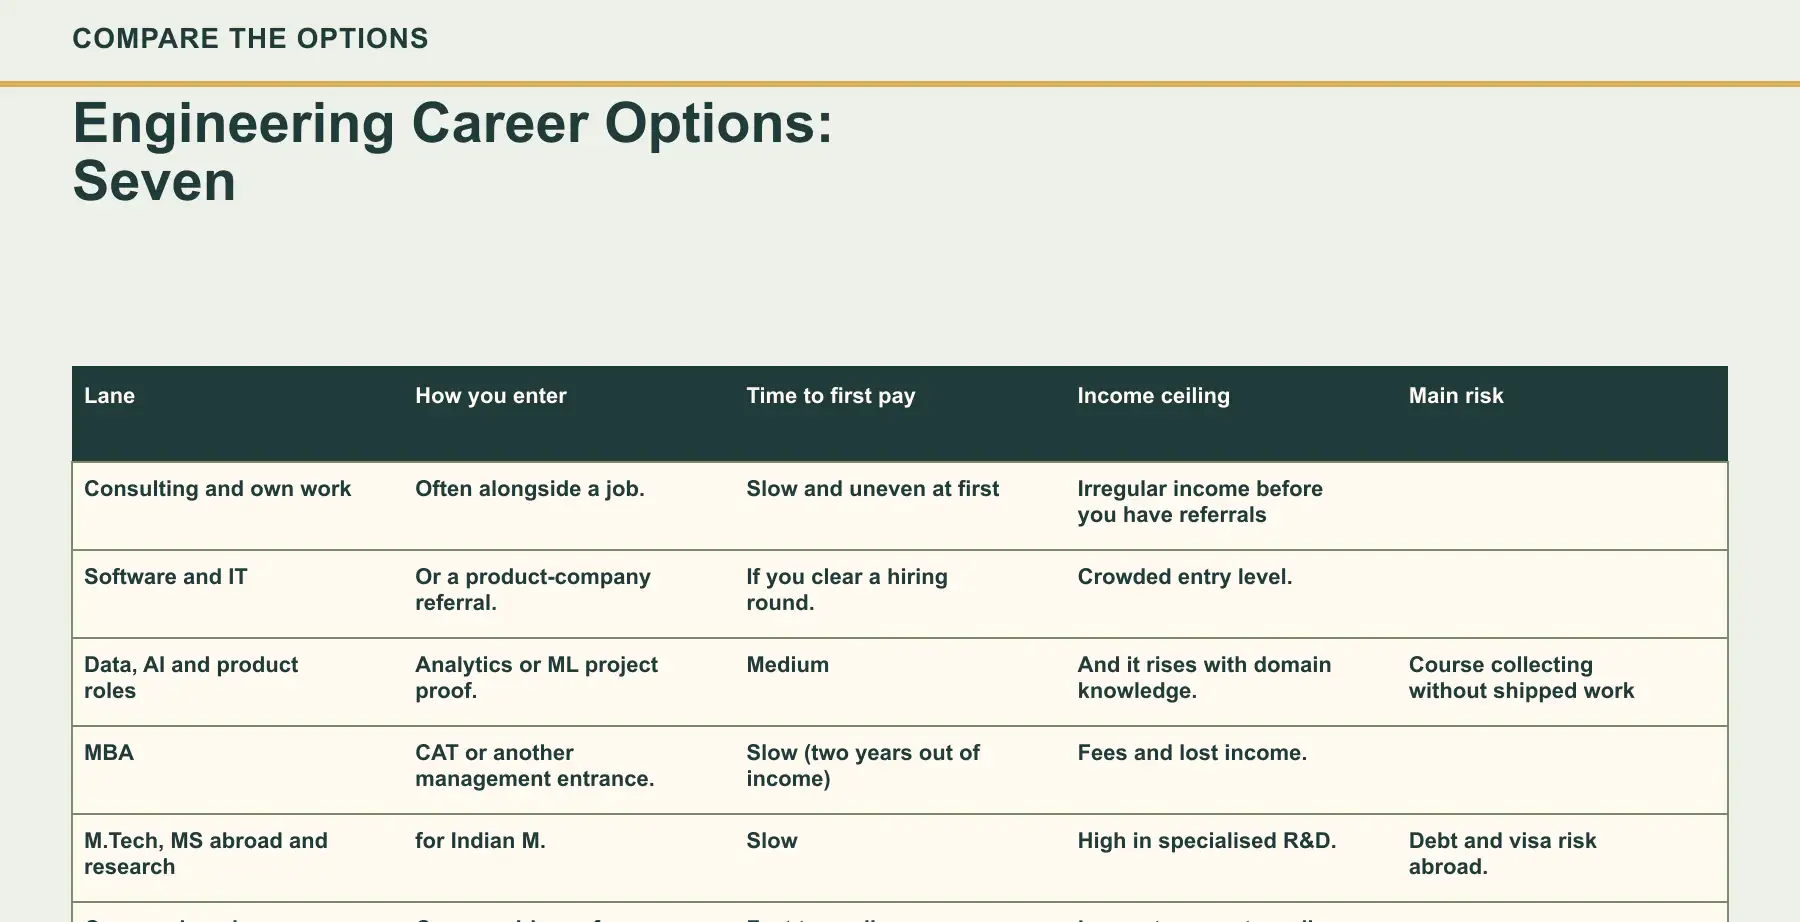 COMPARE THE OPTIONS
Engineering Career Options:
Seven
Lane
How you enter
Time to first pay
Income ceiling
Main risk
Consulting and own work
Often alongside a job.
Slow and uneven at first
Irregular income before
you have referrals
Software and IT
Or a product-company
referral.
If you clear a hiring
round.
Crowded entry level.
Data, AI and product
roles
Analytics or ML project
proof.
Medium
And it rises with domain
knowledge.
Course collecting
without shipped work
MBA
CAT or another
management entrance.
Slow (two years out of
income)
Fees and lost income.
M.Tech, MS abroad and
research
for Indian M.
Slow
High in specialised R&D.
Debt and visa risk
abroad.